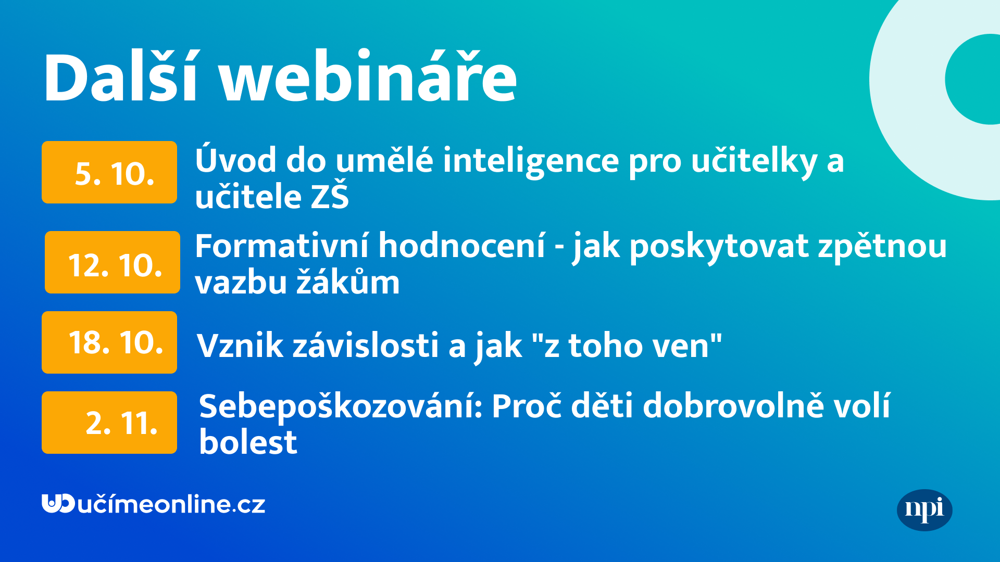 Další webináře
5. 10.
Úvod do umělé inteligence pro učitelky a
učitele ZŠ
12. 10.
Formativní hodnocení - jak poskytovat zpětnou
vazbu žákům
18. 10.
Vznik závislosti a jak "z toho ven"
2. 11.
Sebepoškozování: Proč děti dobrovolně volí
bolest
učímeonline.cz
npi